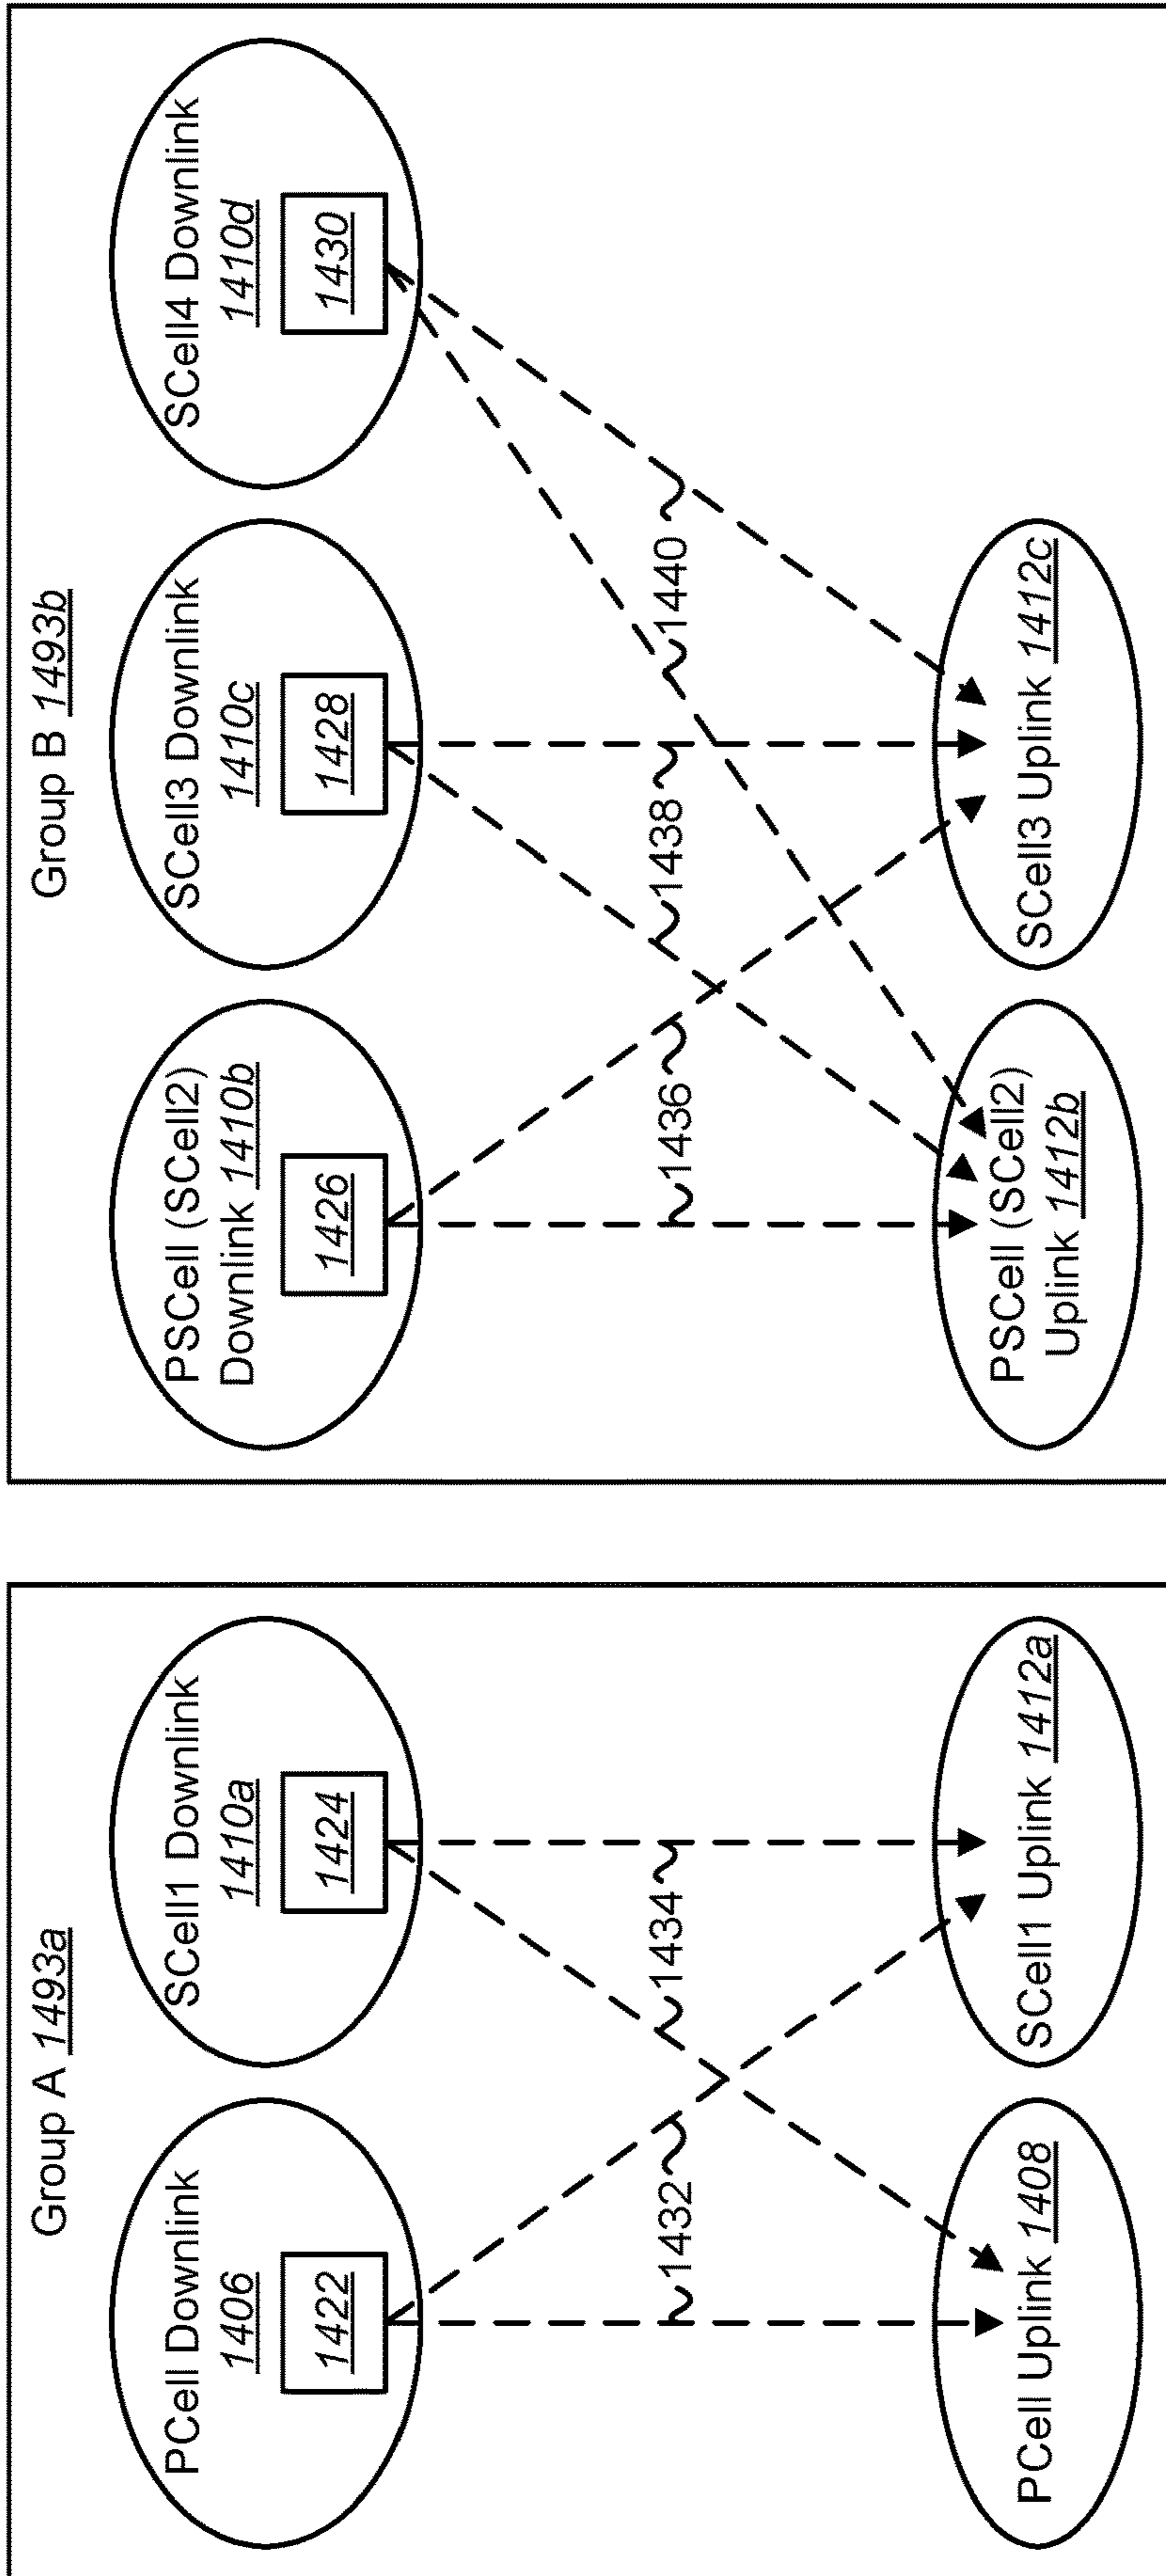 Group A 1493a
PCell Downlink
1406
1422
SCell1 Downlink
1410a
1424
1432
1434
PCell Uplink 1408
SCell1 Uplink 1412a
Group B 1493b
PSCell (SCell2)
Downlink 1410b
1426
SCell3 Downlink
1410c
1428
SCell4 Downlink
1410d
1430
1436
1438
1440
PSCell (SCell2)
Uplink 1412b
SCell3 Uplink 1412c